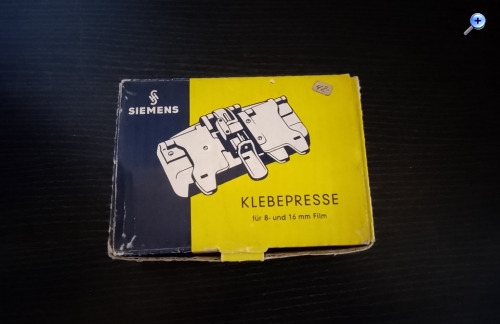 SIEMENS
KLEBEPRESSE
für 8- und 16 mm Film